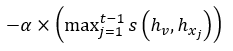 −α × (max_{j=1}^{t−1} s (h_v, h_{x_j}))